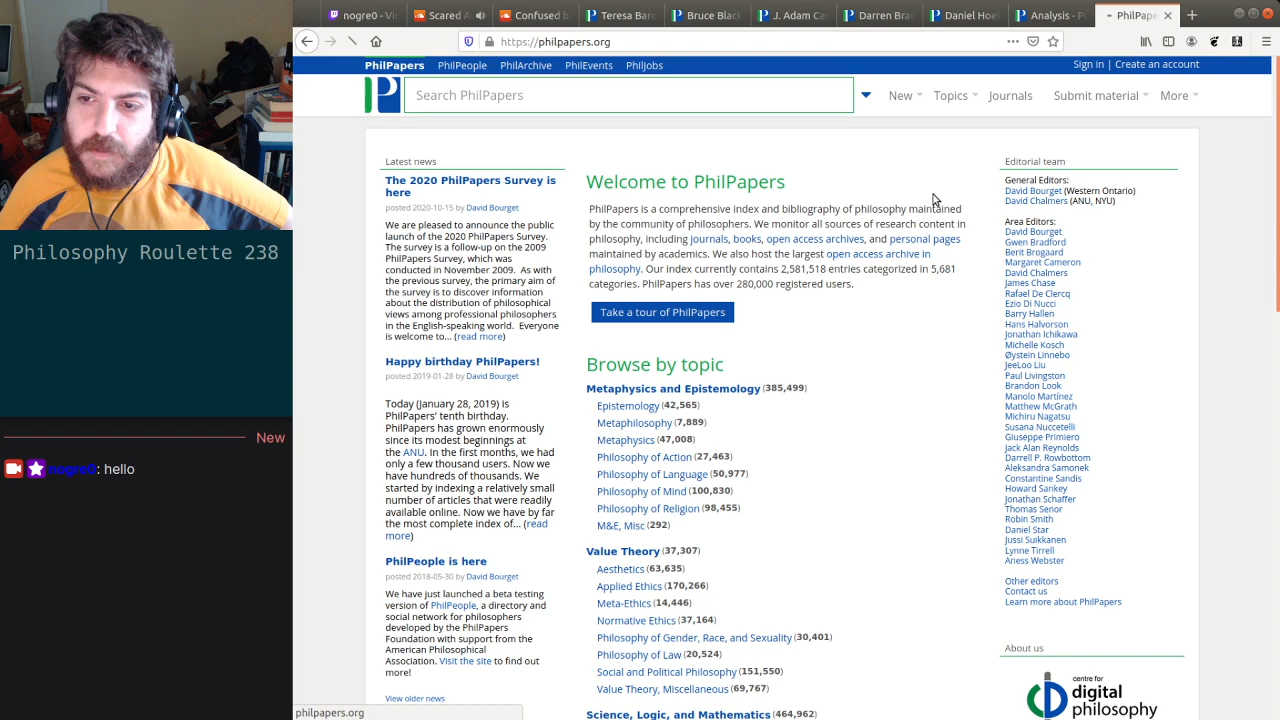 nogre0 - Vi
Scared A
Confused b
Teresa Bar
Bruce Black
J. Adam Ca
Darren Bra
Daniel Hoe
Analysis - P
PhilPape
https://philpapers.org
PhilPapers PhilPeople PhilArchive PhilEvents PhilJobs
Sign in | Create an account
Search PhilPapers
New Topics Journals Submit material More
Philosophy Roulette 238
New
nogre0: hello
Latest news
The 2020 PhilPapers Survey is
here
posted 2020-10-15 by David Bourget
We are pleased to announce the public
launch of the 2020 PhilPapers Survey.
The survey is a follow-up on the 2009
PhilPapers Survey, which was
conducted in November 2009. As with
the previous survey, the primary aim of
the survey is to discover information
about the distribution of philosophical
views among professional philosophers
in the English-speaking world. Everyone
is welcome to... (read more)
Happy birthday PhilPapers!
posted 2019-01-28 by David Bourget
Today (January 28, 2019) is
PhilPapers' tenth birthday.
PhilPapers has grown enormously
since its modest beginnings at
the ANU. In the first months, we had
only a few thousand users. Now we
have hundreds of thousands. We
started by indexing a relatively small
number of articles that were readily
available online. Now we have by far
the most complete index of... (read
more)
PhilPeople is here
posted 2018-05-30 by David Bourget
We have just launched a beta testing
version of PhilPeople, a directory and
social network for philosophers
developed by the PhilPapers
Foundation with support from the
American Philosophical
Association. Visit the site to find out
more!
View older news
philpapers.org
Welcome to PhilPapers
PhilPapers is a comprehensive index and bibliography of philosophy maintained
by the community of philosophers. We monitor all sources of research content in
philosophy, including journals, books, open access archives, and personal pages
maintained by academics. We also host the largest open access archive in
philosophy. Our index currently contains 2,581,518 entries categorized in 5,681
categories. PhilPapers has over 280,000 registered users.
Take a tour of PhilPapers
Browse by topic
Metaphysics and Epistemology (385,499)
Epistemology (42,565)
Metaphilosophy (7,889)
Metaphysics (47,008)
Philosophy of Action (27,463)
Philosophy of Language (50,977)
Philosophy of Mind (100,830)
Philosophy of Religion (98,455)
M&E, Misc (292)
Value Theory (37,307)
Aesthetics (63,635)
Applied Ethics (170,266)
Meta-Ethics (14,446)
Normative Ethics (37,164)
Philosophy of Gender, Race, and Sexuality (30,401)
Philosophy of Law (20,524)
Social and Political Philosophy (151,550)
Value Theory, Miscellaneous (69,767)
Science, Logic, and Mathematics (464,962)
Editorial team
General Editors:
David Bourget (Western Ontario)
David Chalmers (ANU, NYU)
Area Editors:
David Bourget
Gwen Bradford
Berit Brogaard
Margaret Cameron
David Chalmers
James Chase
Rafael De Clercq
Ezio Di Nucci
Barry Hallen
Hans Halvorson
Jonathan Ichikawa
Michelle Kosch
Øystein Linnebo
JeeLoo Liu
Paul Livingston
Brandon Look
Manolo Martínez
Matthew McGrath
Michiru Nagatsu
Susana Nuccetelli
Giuseppe Primiero
Jack Alan Reynolds
Darrell P. Rowbottom
Aleksandra Samonek
Constantine Sandis
Howard Sankey
Jonathan Schaffer
Thomas Senor
Robin Smith
Daniel Star
Jussi Suikkanen
Lynne Tirrell
Aness Webster
Other editors
Contact us
Learn more about PhilPapers
About us
centre for
digital
philosophy